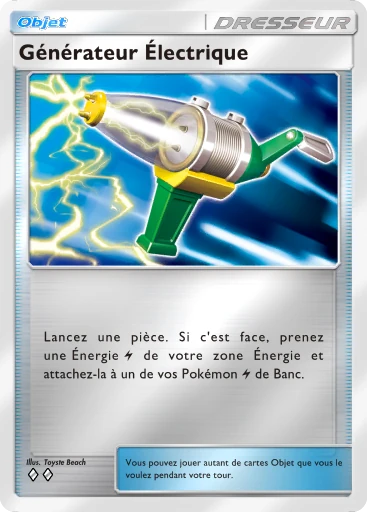 Objet
DRESSEUR
Générateur Électrique
Lancez une pièce. Si c'est face, prenez
une Énergie de votre zone Énergie et
attachez-la à un de vos Pokémon de Banc.
Illus. Toyste Beach
Vous pouvez jouer autant de cartes Objet que vous le
voulez pendant votre tour.